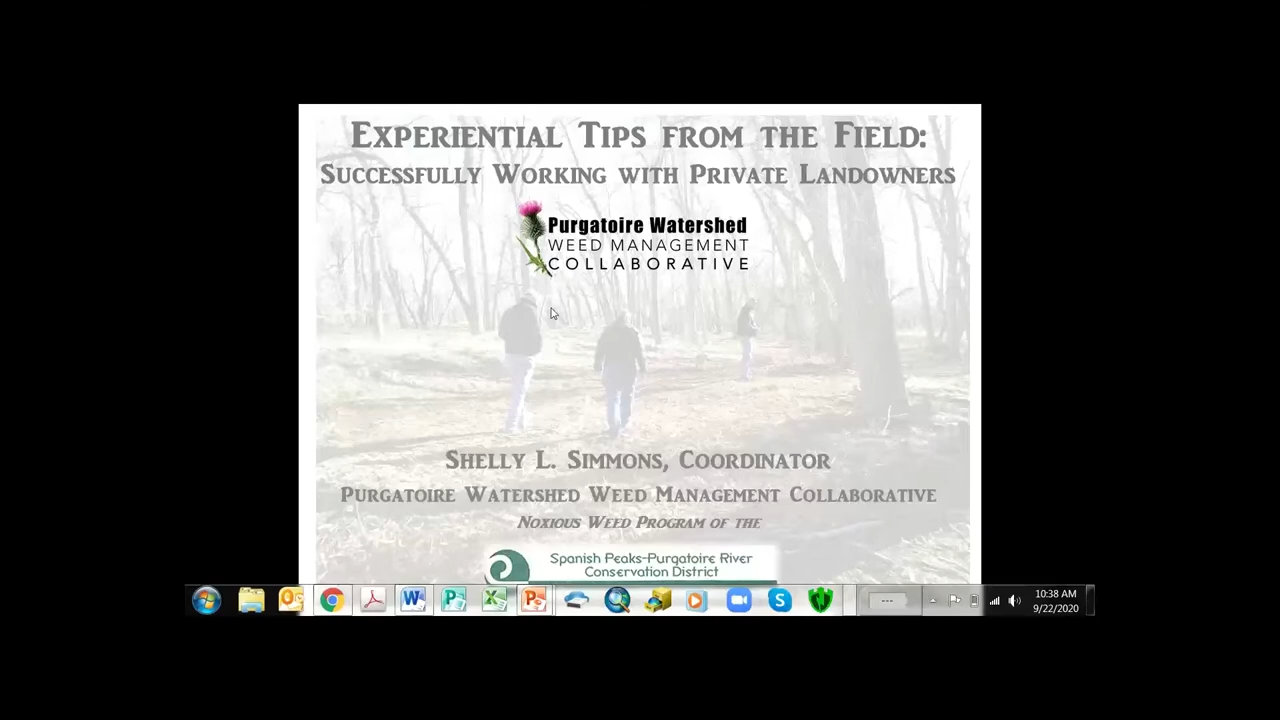 Experiential Tips from the Field:
Successfully Working with Private Landowners
Purgatoire Watershed
WEED MANAGEMENT
COLLABORATIVE
Shelly L. Simmons, Coordinator
Purgatoire Watershed Weed Management Collaborative
Noxious Weed Program of the
Spanish Peaks-Purgatoire River
Conservation District
10:38 AM
9/22/2020